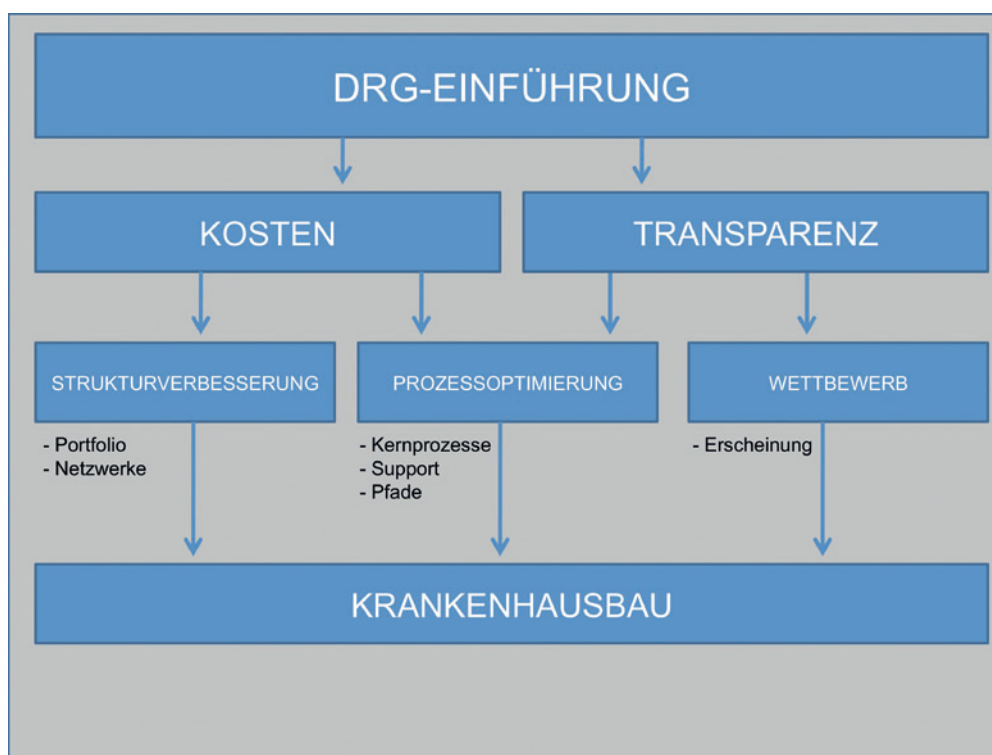 DRG-EINFÜHRUNG
KOSTEN
TRANSPARENZ
STRUKTURVERBESSERUNG
PROZESSOPTIMIERUNG
WETTBEWERB
- Portfolio
- Netzwerke
- Kernprozesse
- Support
- Pfade
- Erscheinung
KRANKENHAUSBAU